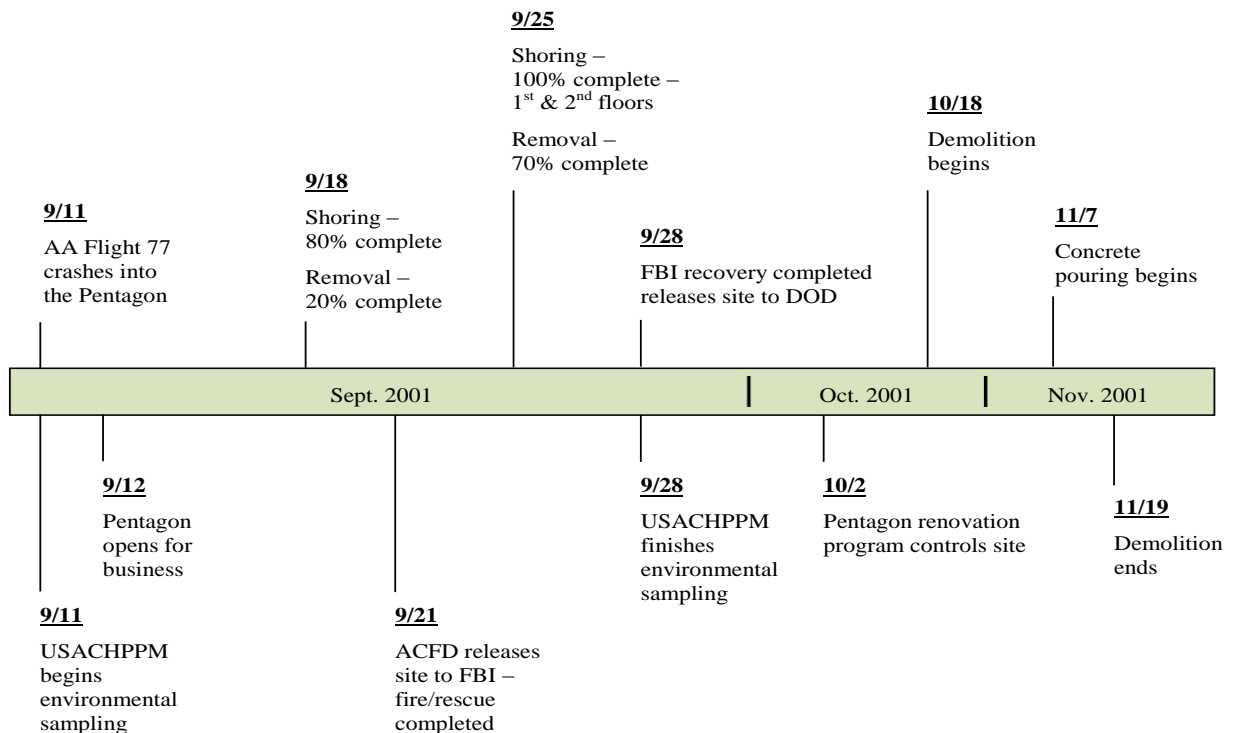 9/25
Shoring –
100% complete –
1st & 2nd floors
Removal –
70% complete
10/18
Demolition
begins
9/18
Shoring –
80% complete
Removal –
20% complete
9/11
AA Flight 77
crashes into
the Pentagon
9/28
FBI recovery completed
releases site to DOD
11/7
Concrete
pouring begins
Sept. 2001
Oct. 2001
Nov. 2001
9/12
Pentagon
opens for
business
9/28
USACHPPM
finishes
environmental
sampling
10/2
Pentagon renovation
program controls site
11/19
Demolition
ends
9/11
USACHPPM
begins
environmental
sampling
9/21
ACFD releases
site to FBI –
fire/rescue
completed